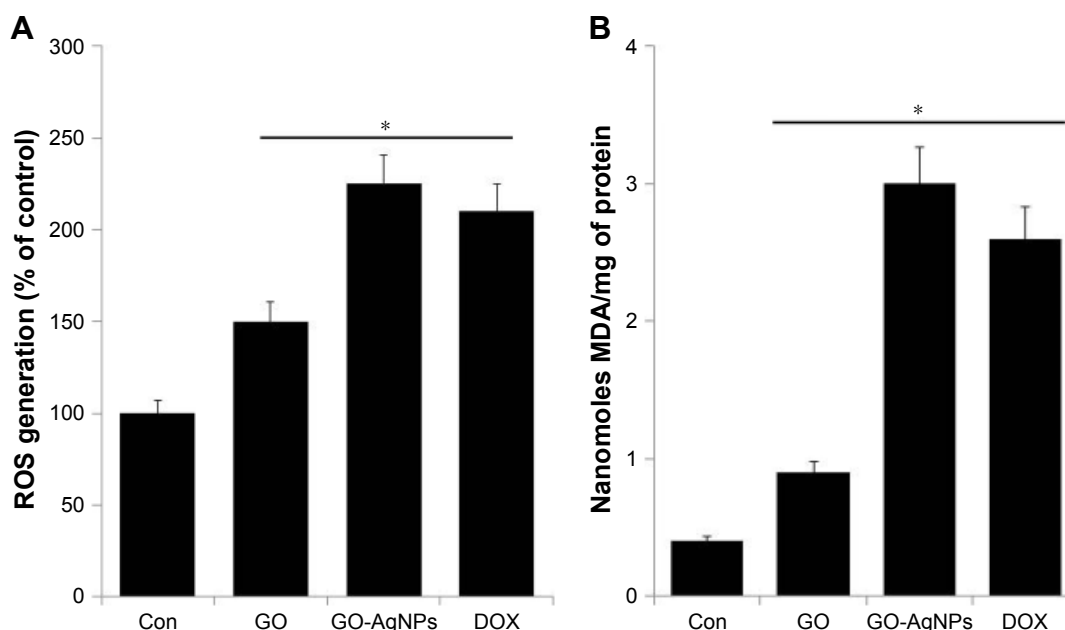 A
ROS generation (% of control)
300
250
200
150
100
50
0
*
Con GO GO-AgNPs DOX
B
Nanomoles MDA/mg of protein
4
3
2
1
0
*
Con GO GO-AgNPs DOX